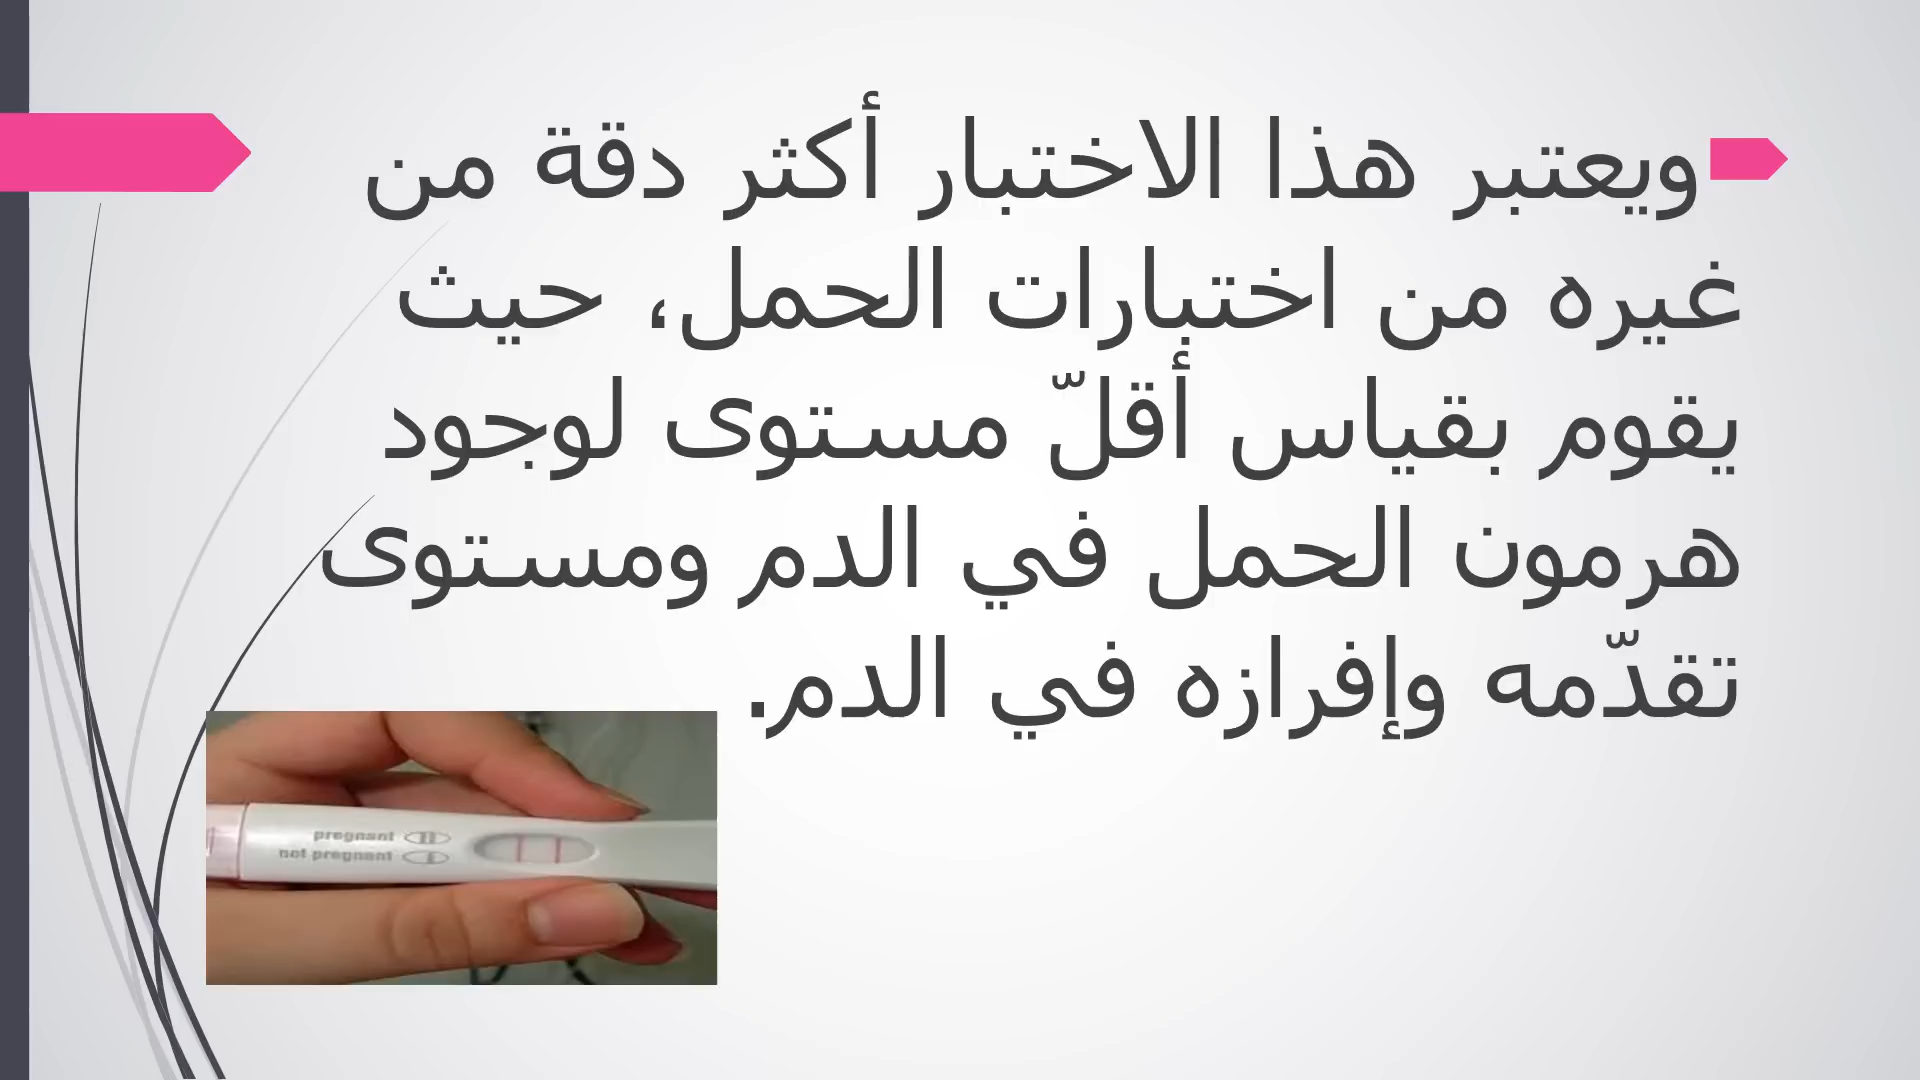 ويعتبر هذا الاختبار أكثر دقة من
غيره من اختبارات الحمل، حيث
يقوم بقياس أقلّ مستوى لوجود
هرمون الحمل في الدم ومستوى
تقدّمه وإفرازه في الدم.
pregnant
not pregnant